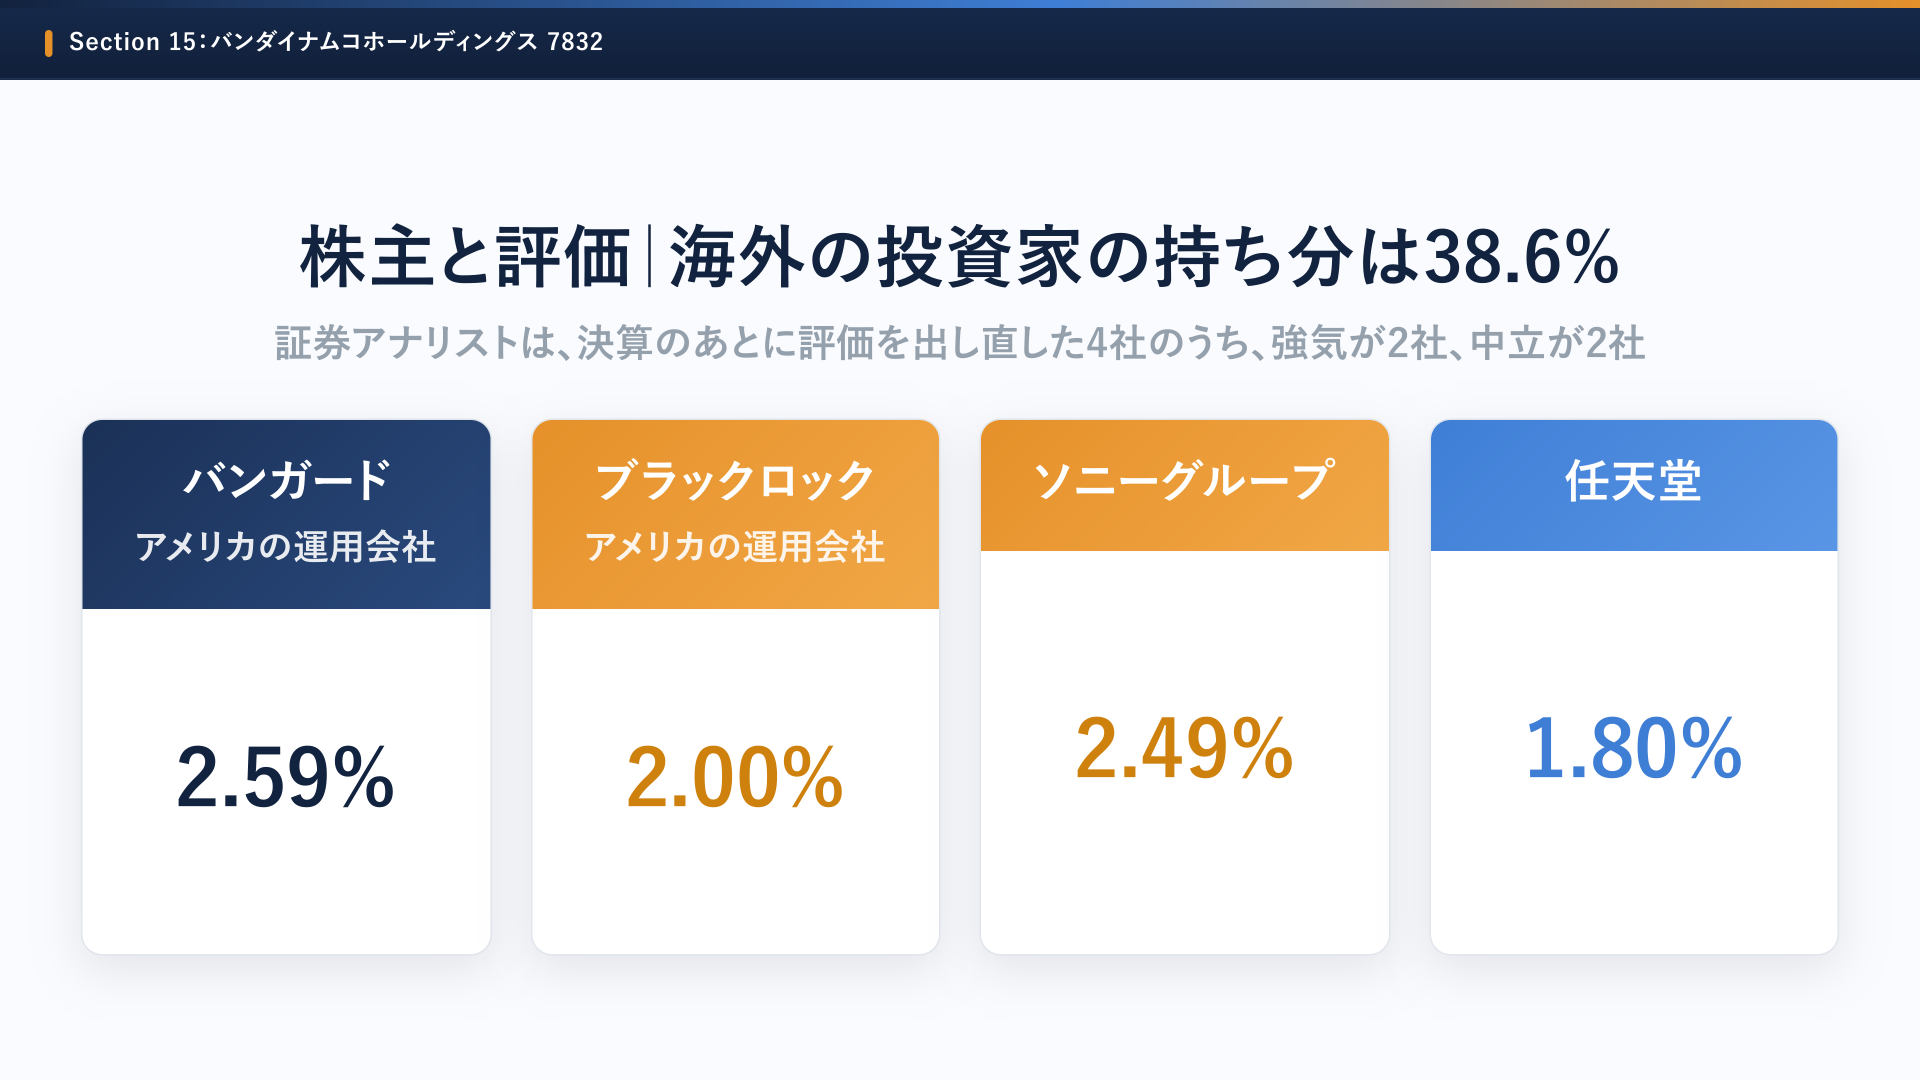 Section 15：バンダイナムコホールディングス 7832
株主と評価｜海外の投資家の持ち分は38.6%
証券アナリストは、決算のあとに評価を出し直した4社のうち、強気が2社、中立が2社
バンガード
アメリカの運用会社
2.59%
ブラックロック
アメリカの運用会社
2.00%
ソニーグループ
2.49%
任天堂
1.80%